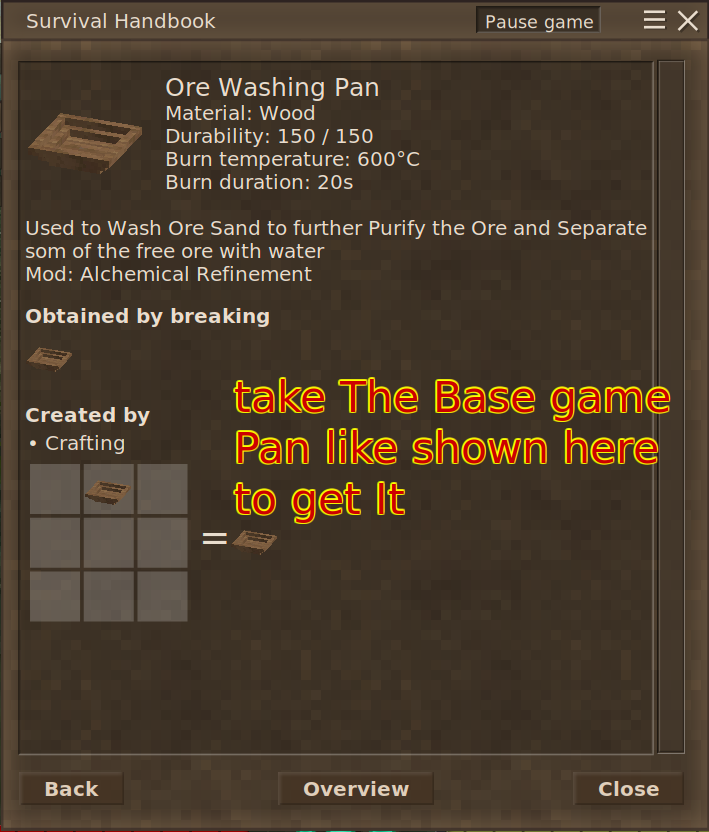 Survival Handbook
Pause game
Ore Washing Pan
Material: Wood
Durability: 150 / 150
Burn temperature: 600°C
Burn duration: 20s
Used to Wash Ore Sand to further Purify the Ore and Separate
som of the free ore with water
Mod: Alchemical Refinement
Obtained by breaking
take The Base game
Pan like shown here
to get It
Created by
• Crafting
=
Back
Overview
Close